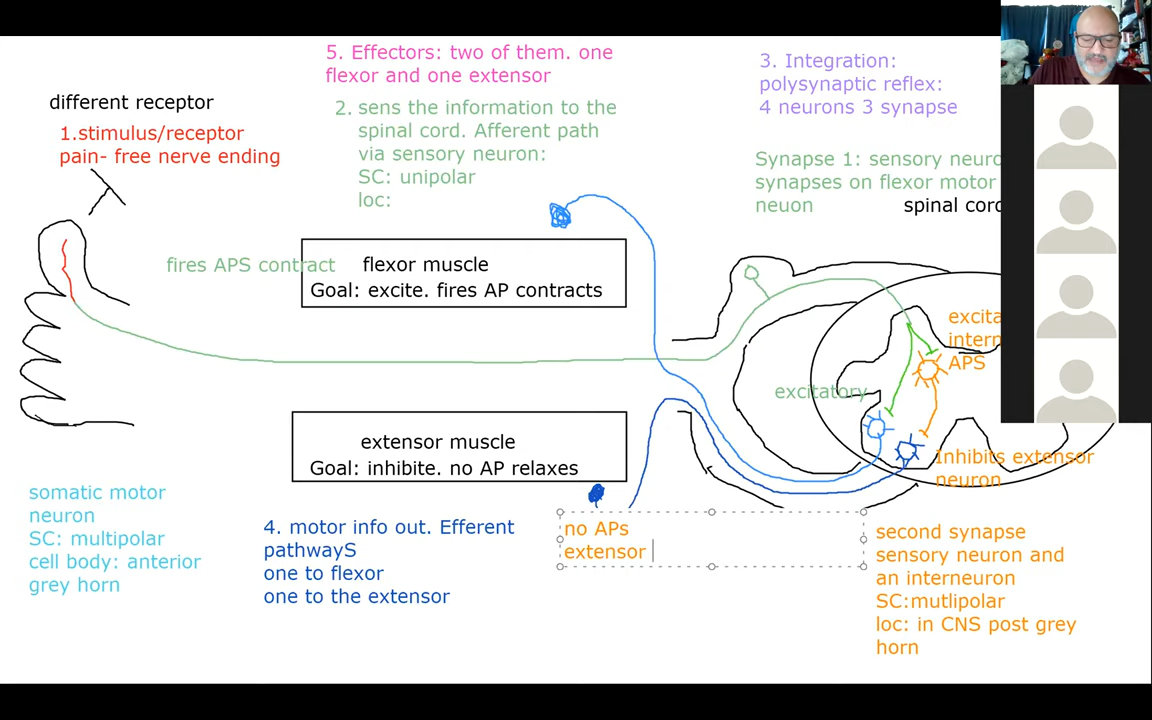 5. Effectors: two of them. one
flexor and one extensor
3. Integration:
polysynaptic reflex:
4 neurons 3 synapse
different receptor
1.stimulus/receptor
pain- free nerve ending
2. sens the information to the
spinal cord. Afferent path
via sensory neuron:
SC: unipolar
loc:
Synapse 1: sensory
synapses on flexor motor
neuon
spinal
fires APS contract
flexor muscle
Goal: excite. fires AP contracts
APS
excitatory
extensor muscle
Goal: inhibite. no AP relaxes
Inhibits extensor
neuron
somatic motor
neuron
SC: multipolar
cell body: anterior
grey horn
4. motor info out. Efferent
pathwayS
one to flexor
one to the extensor
no APs
extensor
second synapse
sensory neuron and
an interneuron
SC:mutlipolar
loc: in CNS post grey
horn